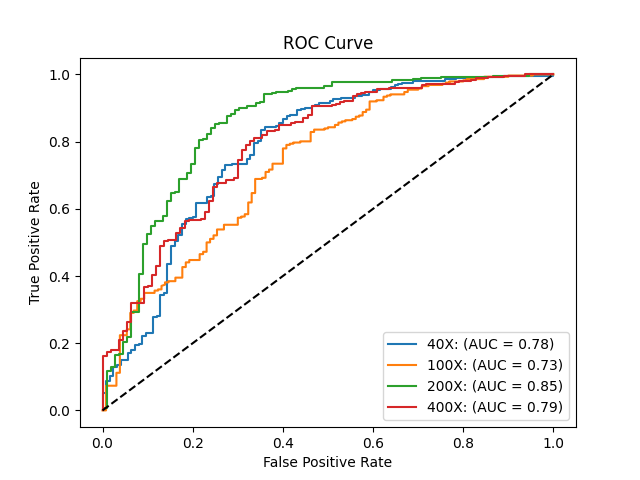 ROC Curve
True Positive Rate
1.0
0.8
0.6
0.4
0.2
0.0
0.0 0.2 0.4 0.6 0.8 1.0
False Positive Rate
40X: (AUC = 0.78)
100X: (AUC = 0.73)
200X: (AUC = 0.85)
400X: (AUC = 0.79)